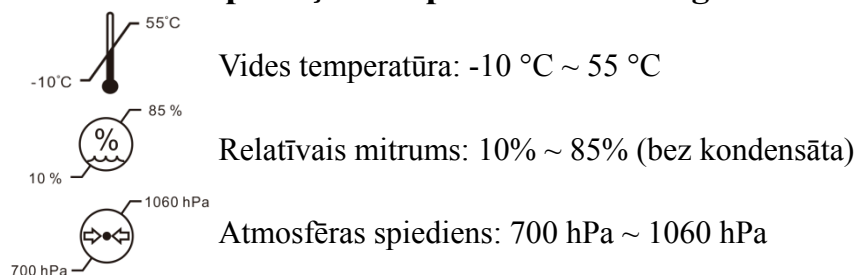 55°C
-10°C
Vides temperatūra: -10 °C ~ 55 °C
85 %
%
10 %
Relatīvais mitrums: 10% ~ 85% (bez kondensāta)
1060 hPa
700 hPa
Atmosfēras spiediens: 700 hPa ~ 1060 hPa